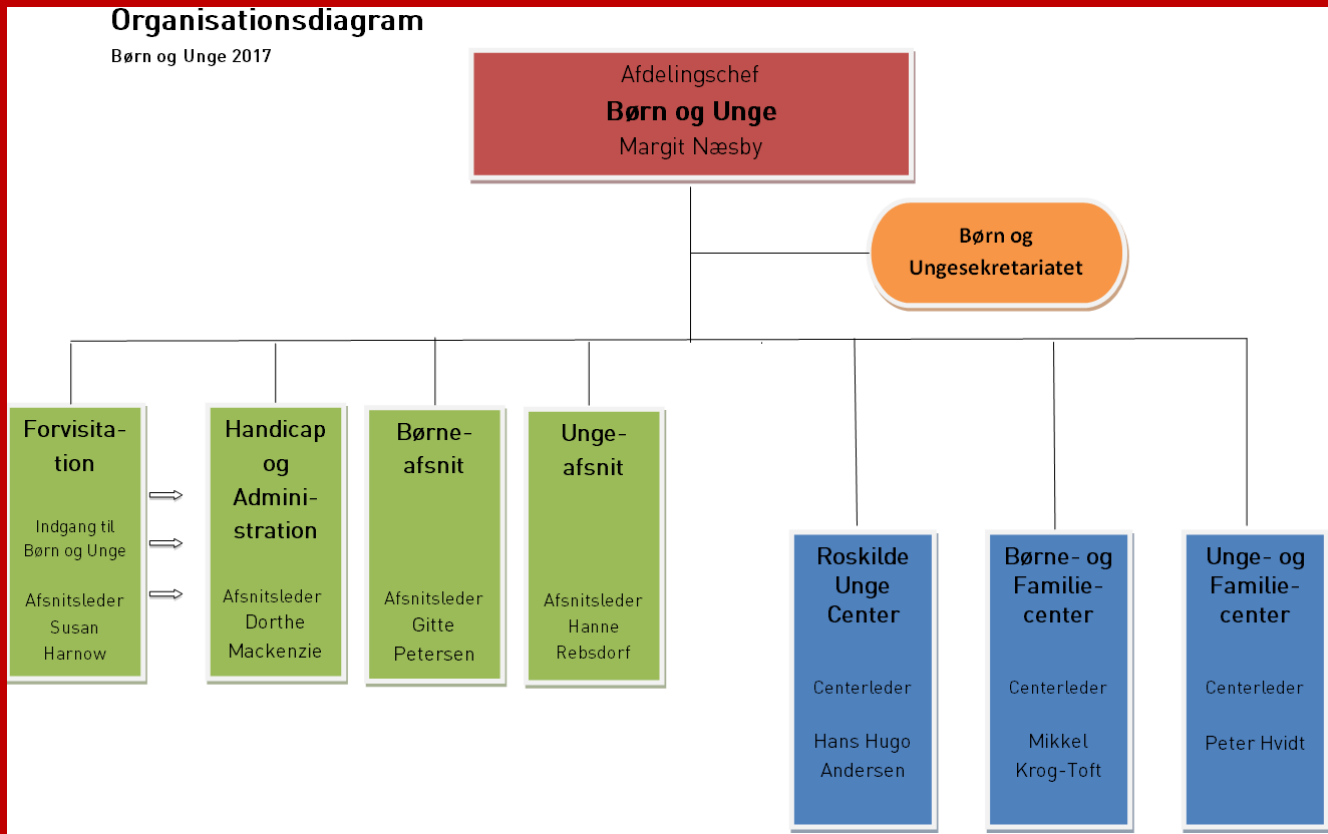 Organisationsdiagram
Børn og Unge 2017
Afdelingschef
Børn og Unge
Margit Næsby
Børn og
Ungesekretariatet
Forvisita-
tion
Indgang til
Børn og Unge
Afsnitsleder
Susan
Harnow
Handicap
og
Admini-
stration
Afsnitsleder
Dorthe
Mackenzie
Børne-
afsnit
Afsnitsleder
Gitte
Petersen
Unge-
afsnit
Afsnitsleder
Hanne
Rebsdorf
Roskilde
Unge
Center
Centerleder
Hans Hugo
Andersen
Børne- og
Familie-
center
Centerleder
Mikkel
Krog-Toft
Unge- og
Familie-
center
Centerleder
Peter Hvidt